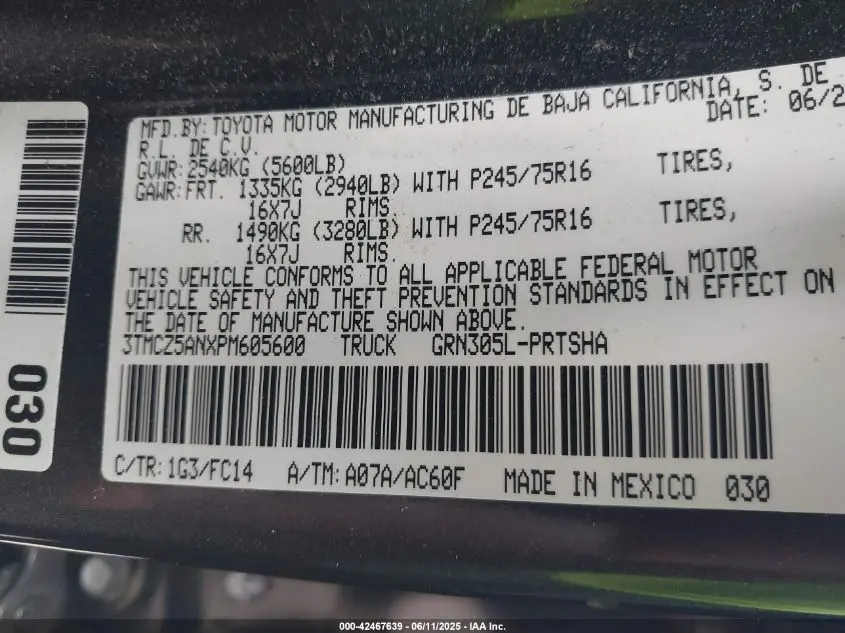 MFD.BY: TOYOTA MOTOR MANUFACTURING DE BAJA CALIFORNIA, S. DE
R.L. DE C.V. DATE: 06/2
GVWR: 2540KG (5600LB)
GAWR: FRT. 1335KG (2940LB) WITH P245/75R16 TIRES,
16X7J RIMS.
RR. 1490KG (3280LB) WITH P245/75R16 TIRES,
16X7J RIMS.
THIS VEHICLE CONFORMS TO ALL APPLICABLE FEDERAL MOTOR
VEHICLE SAFETY AND THEFT PREVENTION STANDARDS IN EFFECT ON
THE DATE OF MANUFACTURE SHOWN ABOVE.
3TMCZ5ANXPM605600 TRUCK GRN305L-PRTSHA
C/TR: 1G3/FC14 A/TM: A07A/AC60F MADE IN MEXICO 030
030
000-42467639 - 06/11/2025 - IAA Inc.